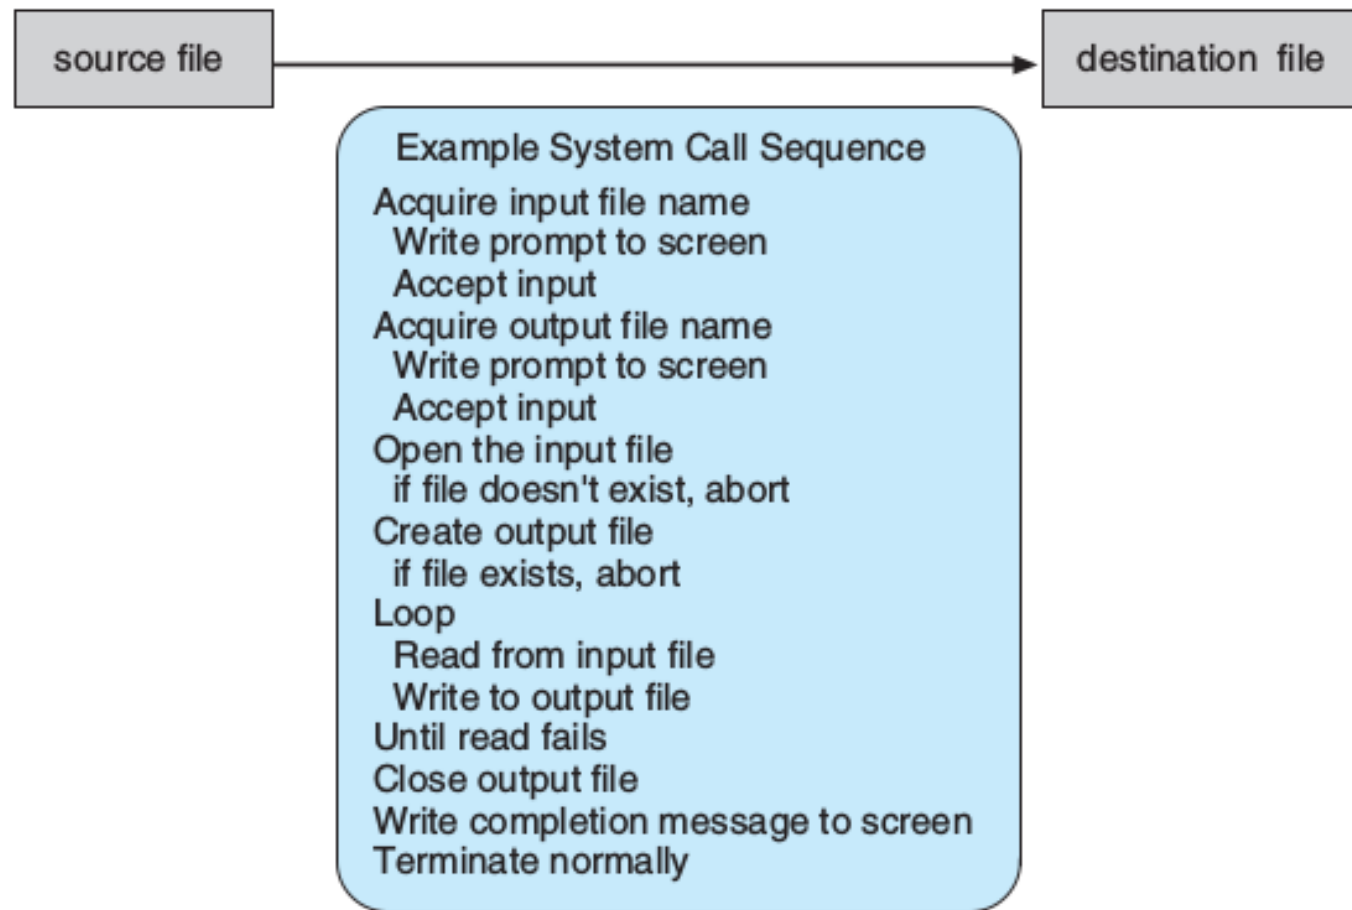 source file
destination file
Example System Call Sequence
Acquire input file name
Write prompt to screen
Accept input
Acquire output file name
Write prompt to screen
Accept input
Open the input file
if file doesn't exist, abort
Create output file
if file exists, abort
Loop
Read from input file
Write to output file
Until read fails
Close output file
Write completion message to screen
Terminate normally